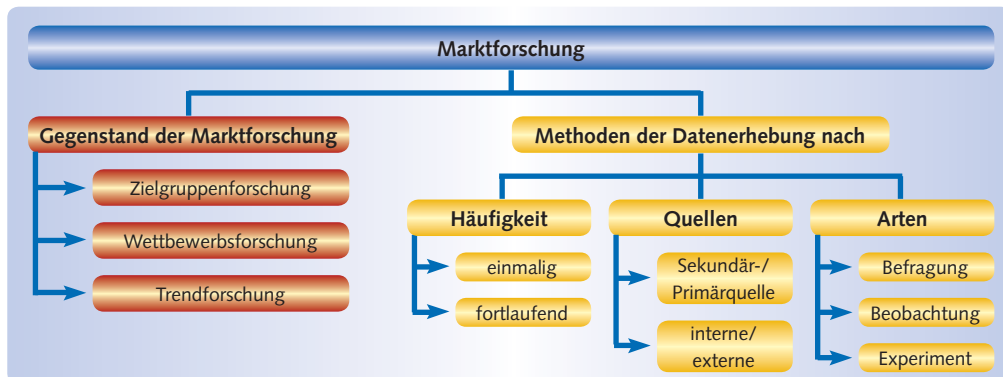 Marktforschung
Gegenstand der Marktforschung
Zielgruppenforschung
Wettbewerbsforschung
Trendforschung
Methoden der Datenerhebung nach
Häufigkeit
einmalig
fortlaufend
Quellen
Sekundär-/
Primärquelle
interne/
externe
Arten
Befragung
Beobachtung
Experiment